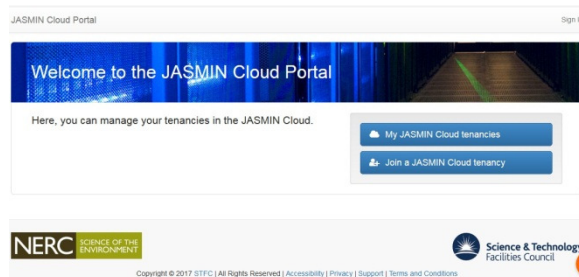 JASMIN Cloud Portal
Sign
Welcome to the JASMIN Cloud Portal
Here, you can manage your tenancies in the JASMIN Cloud.
My JASMIN Cloud tenancies
Join a JASMIN Cloud tenancy
NERC SCIENCE OF THE
ENVIRONMENT
Science & Technology
Facilities Council
Copyright © 2017 STFC | All Rights Reserved | Accessibility | Privacy | Support | Terms and Conditions